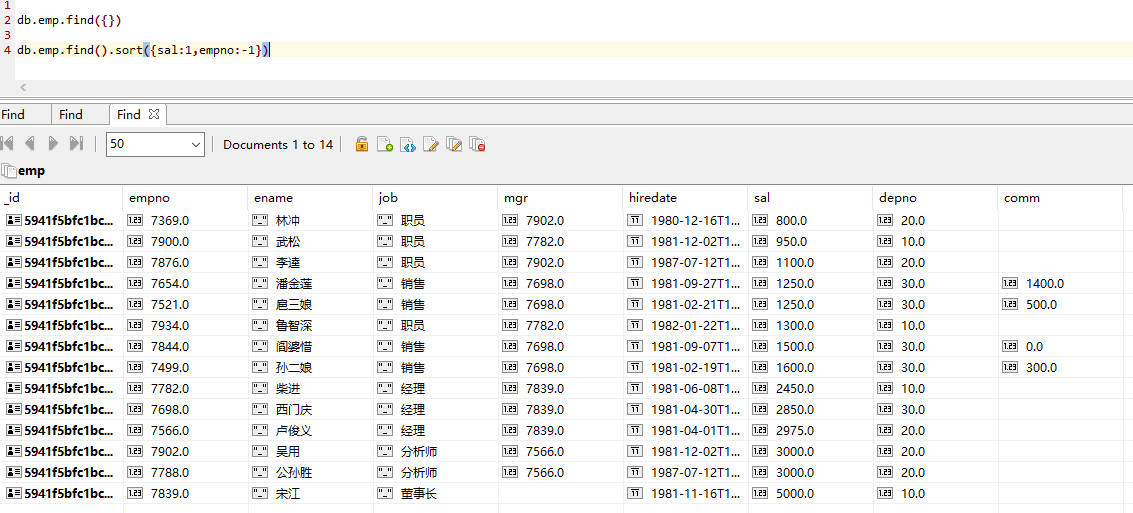 1
2 db.emp.find({})
3
4 db.emp.find().sort({sal:1,empno:-1})
Find Find Find
50 Documents 1 to 14
emp
_id empno ename job mgr hiredate sal depno comm
5941f5bfc1bc... 7369.0 林冲 职员 7902.0 1980-12-16T1... 800.0 20.0
5941f5bfc1bc... 7900.0 武松 职员 7782.0 1981-12-02T1... 950.0 10.0
5941f5bfc1bc... 7876.0 李逵 职员 7902.0 1987-07-12T1... 1100.0 20.0
5941f5bfc1bc... 7654.0 潘金莲 销售 7698.0 1981-09-27T1... 1250.0 30.0 1400.0
5941f5bfc1bc... 7521.0 扈三娘 销售 7698.0 1981-02-21T1... 1250.0 30.0 500.0
5941f5bfc1bc... 7934.0 鲁智深 职员 7782.0 1982-01-22T1... 1300.0 10.0
5941f5bfc1bc... 7844.0 阎婆惜 销售 7698.0 1981-09-07T1... 1500.0 30.0 0.0
5941f5bfc1bc... 7499.0 孙二娘 销售 7698.0 1981-02-19T1... 1600.0 30.0 300.0
5941f5bfc1bc... 7782.0 柴进 经理 7839.0 1981-06-08T1... 2450.0 10.0
5941f5bfc1bc... 7698.0 西门庆 经理 7839.0 1981-04-30T1... 2850.0 30.0
5941f5bfc1bc... 7566.0 卢俊义 经理 7839.0 1981-04-01T1... 2975.0 20.0
5941f5bfc1bc... 7902.0 吴用 分析师 7566.0 1981-12-02T1... 3000.0 20.0
5941f5bfc1bc... 7788.0 公孙胜 分析师 7566.0 1987-07-12T1... 3000.0 20.0
5941f5bfc1bc... 7839.0 宋江 董事长 1981-11-16T1... 5000.0 10.0